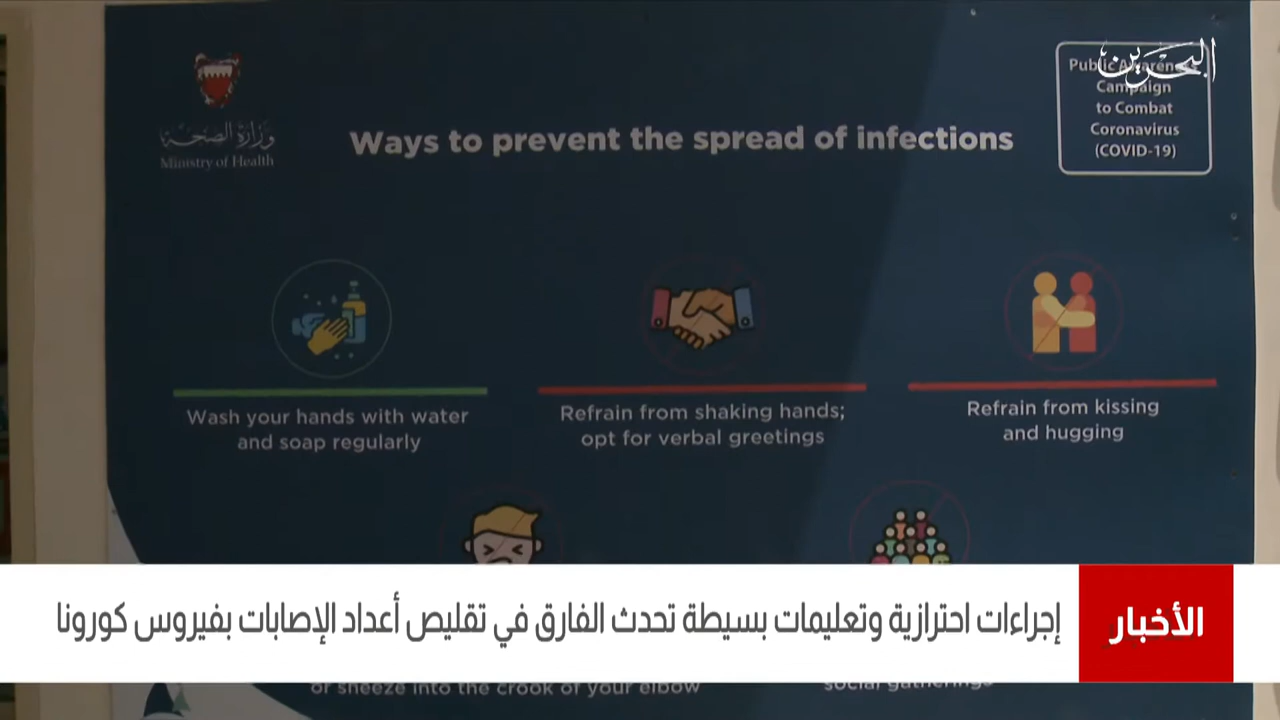 البحرين
وزارة الصحة
Ministry of Health
Ways to prevent the spread of infections
Public Awareness
Campaign
to Combat
Coronavirus
(COVID-19)
Wash your hands with water
and soap regularly
Refrain from shaking hands;
opt for verbal greetings
Refrain from kissing
and hugging
الأخبار
إجراءات احترازية وتعليمات بسيطة تحدث الفارق في تقليص أعداد الإصابات بفيروس كورونا
or sneeze into the crook of your elbow
social gatherings